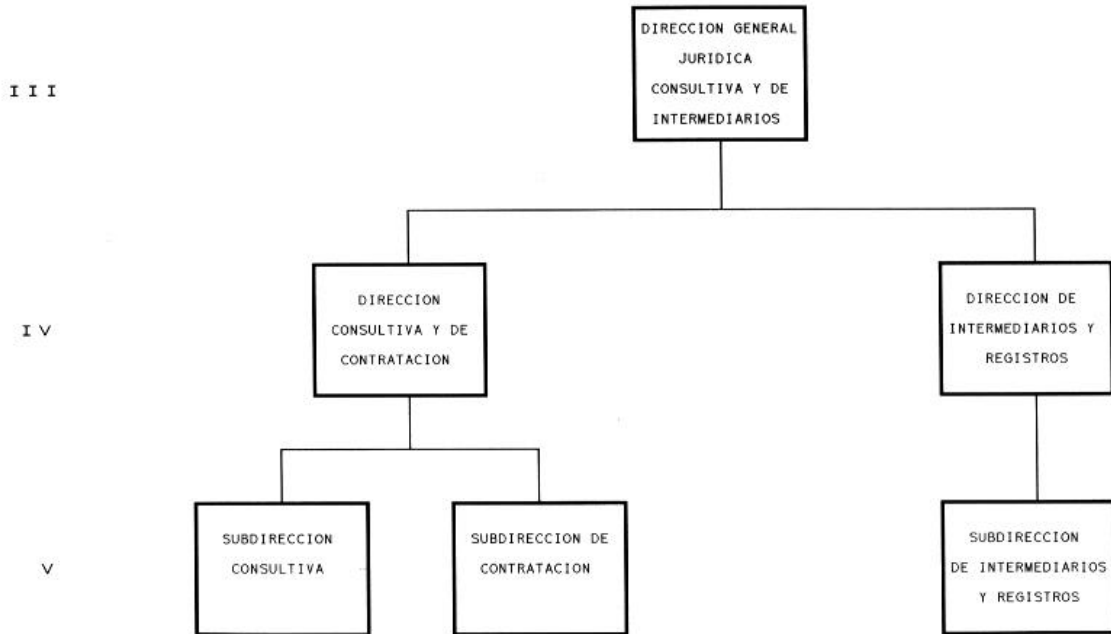 DIRECCION GENERAL
JURIDICA
CONSULTIVA Y DE
INTERMEDIARIOS
I I I
DIRECCION
CONSULTIVA Y DE
CONTRATACION
DIRECCION DE
INTERMEDIARIOS Y
REGISTROS
I V
SUBDIRECCION
CONSULTIVA
SUBDIRECCION DE
CONTRATACION
SUBDIRECCION
DE INTERMEDIARIOS
Y REGISTROS
V